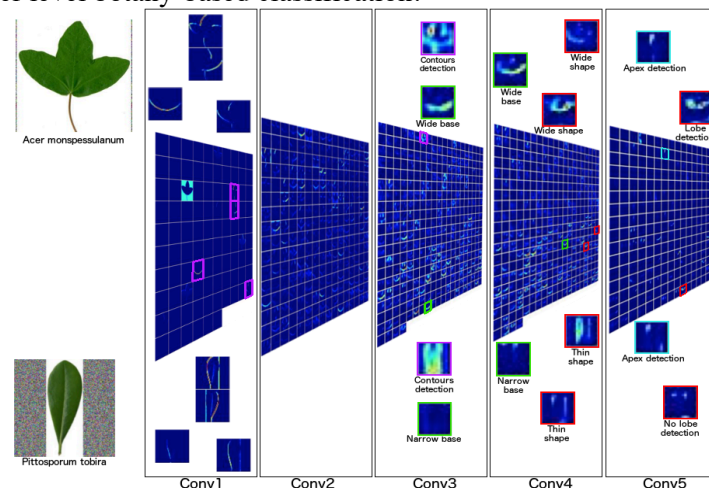 Acer monspessulanum
Pittosporum tobira
Contours
detection
Wide base
Contours
detection
Narrow base
Wide
shape
Wide
base
Wide shape
Thin
shape
Narrow
base
Thin
shape
Apex detection
Lobe
detection
Apex detection
No lobe
detection
Conv1
Conv2
Conv3
Conv4
Conv5